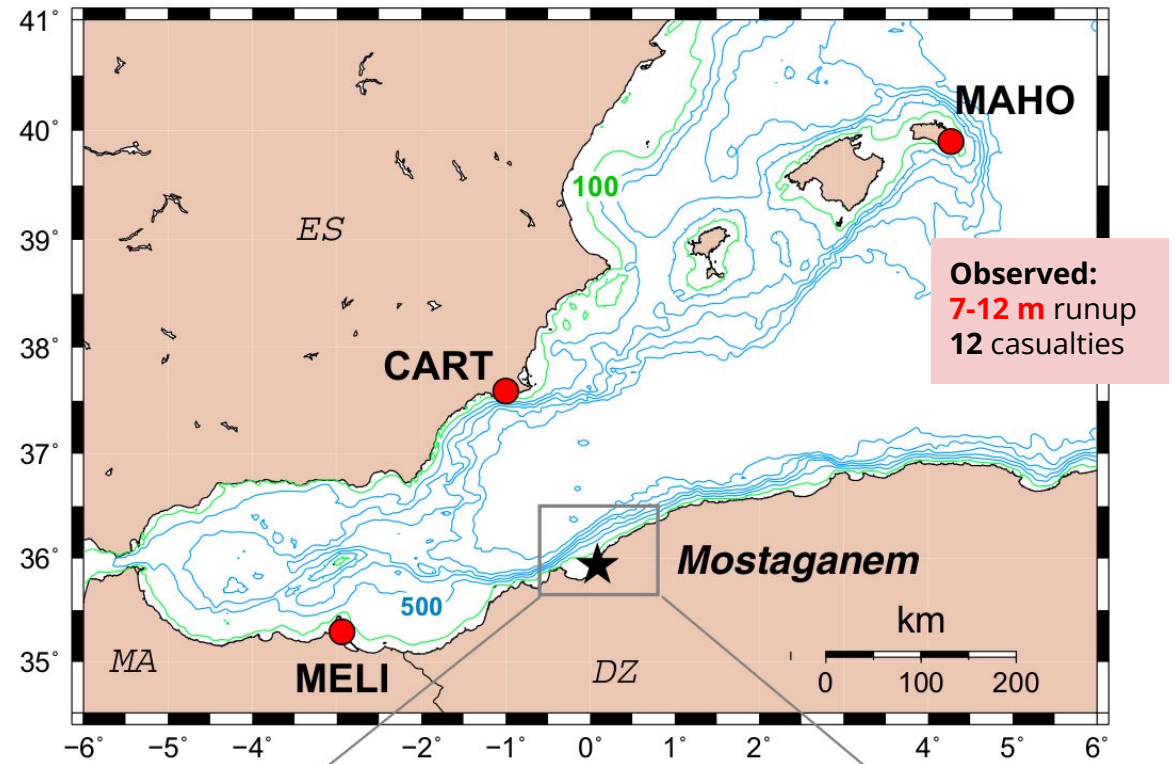 41°
40°
39°
38°
37°
36°
35°
MAHO
100
ES
Observed:
7-12 m runup
12 casualties
CART
Mostaganem
500
km
0 100 200
MA
MELI
DZ
−6° −5° −4° −2° −1° 0° 1° 2° 4° 5° 6°